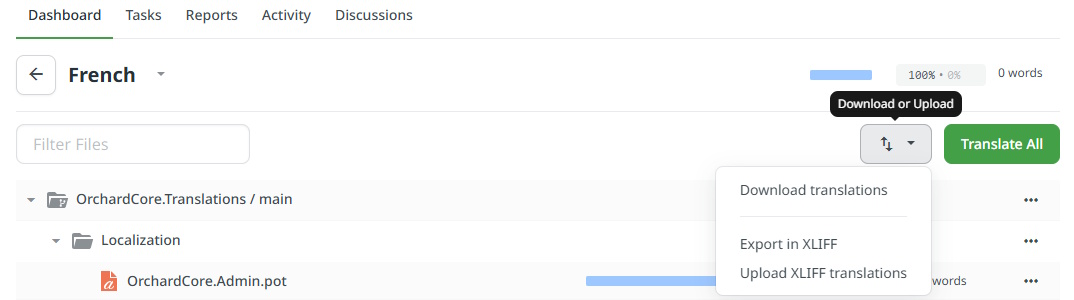 Dashboard Tasks Reports Activity Discussions
French 100% • 0% 0 words
Download or Upload
Filter Files Translate All
Download translations
OrchardCore.Translations / main
Localization Export in XLIFF
Upload XLIFF translations
OrchardCore.Admin.pot words